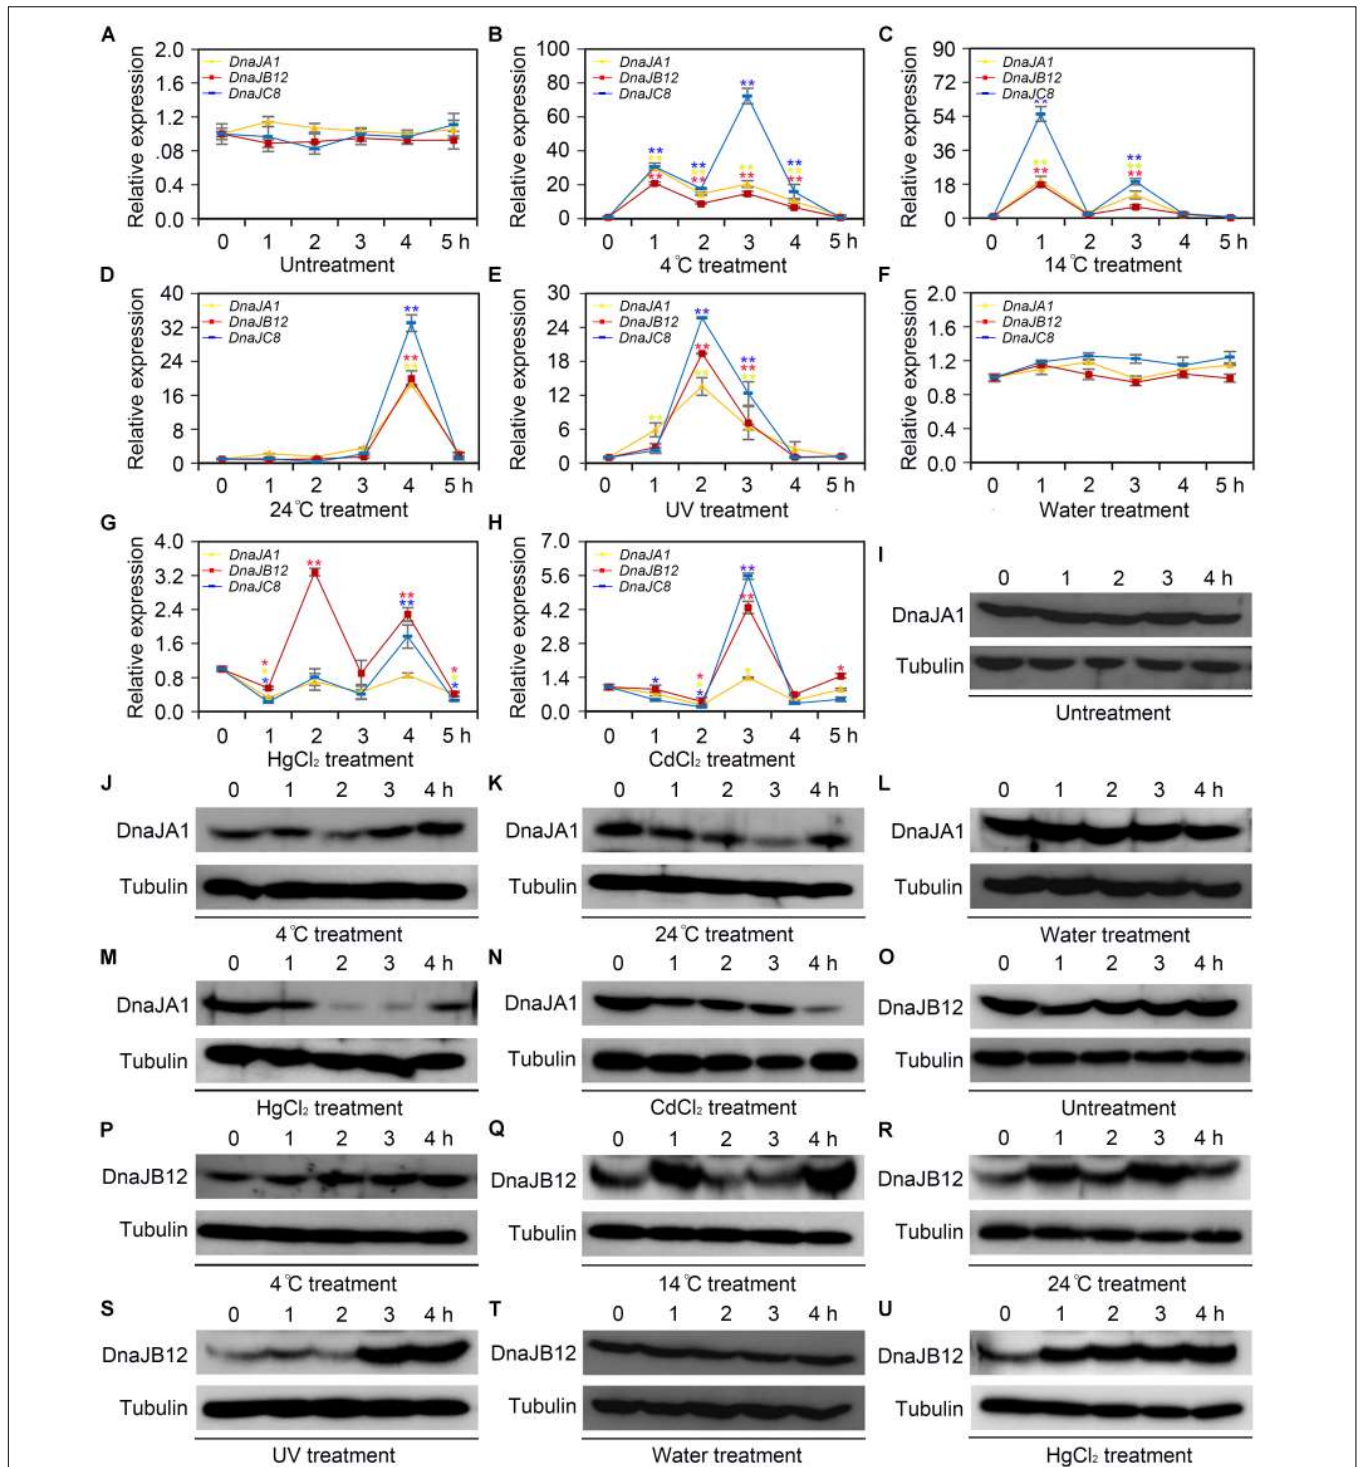 A
Relative expression
2.0
1.6
1.2
.08
0.4
0.0
DnaJA1
DnaJB12
DnaJC8
** 
0 1 2 3 4 5 h
Untreatment
B
Relative expression
100
80
60
40
20
0
DnaJA1
DnaJB12
DnaJC8
0 1 2 3 4 5 h
4℃ treatment
C
Relative expression
90
72
54
36
18
0
DnaJA1
DnaJB12
DnaJC8
0 1 2 3 4 5 h
14℃ treatment
D
Relative expression
40
32
24
16
8
0
DnaJA1
DnaJB12
DnaJC8
0 1 2 3 4 5 h
24℃ treatment
E
Relative expression
30
24
18
12
6
0
DnaJA1
DnaJB12
DnaJC8
0 1 2 3 4 5 h
UV treatment
F
Relative expression
2.0
1.6
1.2
0.8
0.4
0.0
DnaJA1
DnaJB12
DnaJC8
0 1 2 3 4 5 h
Water treatment
G
Relative expression
4.0
3.2
2.4
1.6
0.8
0.0
DnaJA1
DnaJB12
DnaJC8
0 1 2 3 4 5 h
HgCl₂ treatment
H
Relative expression
7.0
5.6
4.2
2.8
1.4
0.0
DnaJA1
DnaJB12
DnaJC8
0 1 2 3 4 5 h
CdCl₂ treatment
I
0 1 2 3 4 h
DnaJA1
Tubulin
Untreatment
J
0 1 2 3 4 h
DnaJA1
Tubulin
4℃ treatment
K
0 1 2 3 4 h
DnaJA1
Tubulin
24℃ treatment
L
0 1 2 3 4 h
DnaJA1
Tubulin
Water treatment
M
0 1 2 3 4 h
DnaJA1
Tubulin
HgCl₂ treatment
N
0 1 2 3 4 h
DnaJA1
Tubulin
CdCl₂ treatment
O
0 1 2 3 4 h
DnaJB12
Tubulin
Untreatment
P
0 1 2 3 4 h
DnaJB12
Tubulin
4℃ treatment
Q
0 1 2 3 4 h
DnaJB12
Tubulin
14℃ treatment
R
0 1 2 3 4 h
DnaJB12
Tubulin
24℃ treatment
S
0 1 2 3 4 h
DnaJB12
Tubulin
UV treatment
T
0 1 2 3 4 h
DnaJB12
Tubulin
Water treatment
U
0 1 2 3 4 h
DnaJB12
Tubulin
HgCl₂ treatment